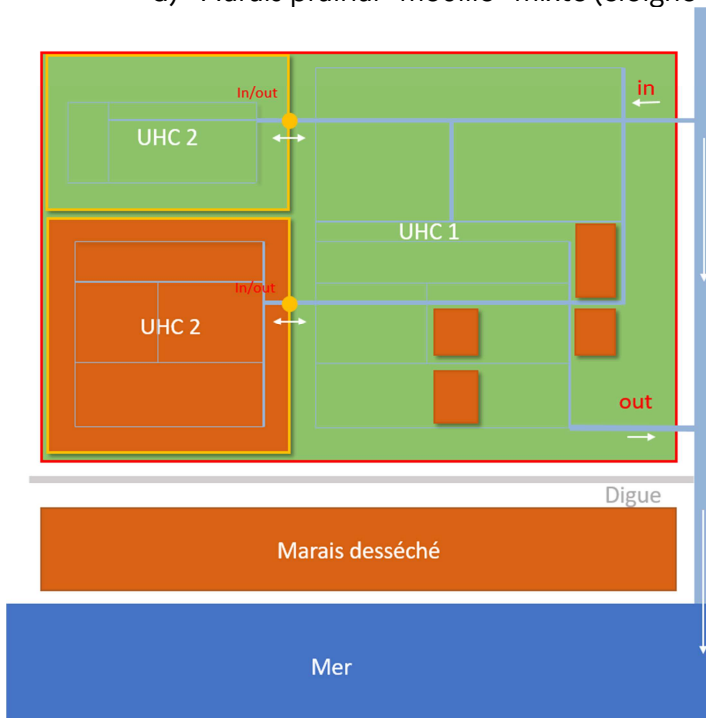 in
In/out
UHC 2
UHC 1
In/out
UHC 2
out
Digue
Marais desséché
Mer